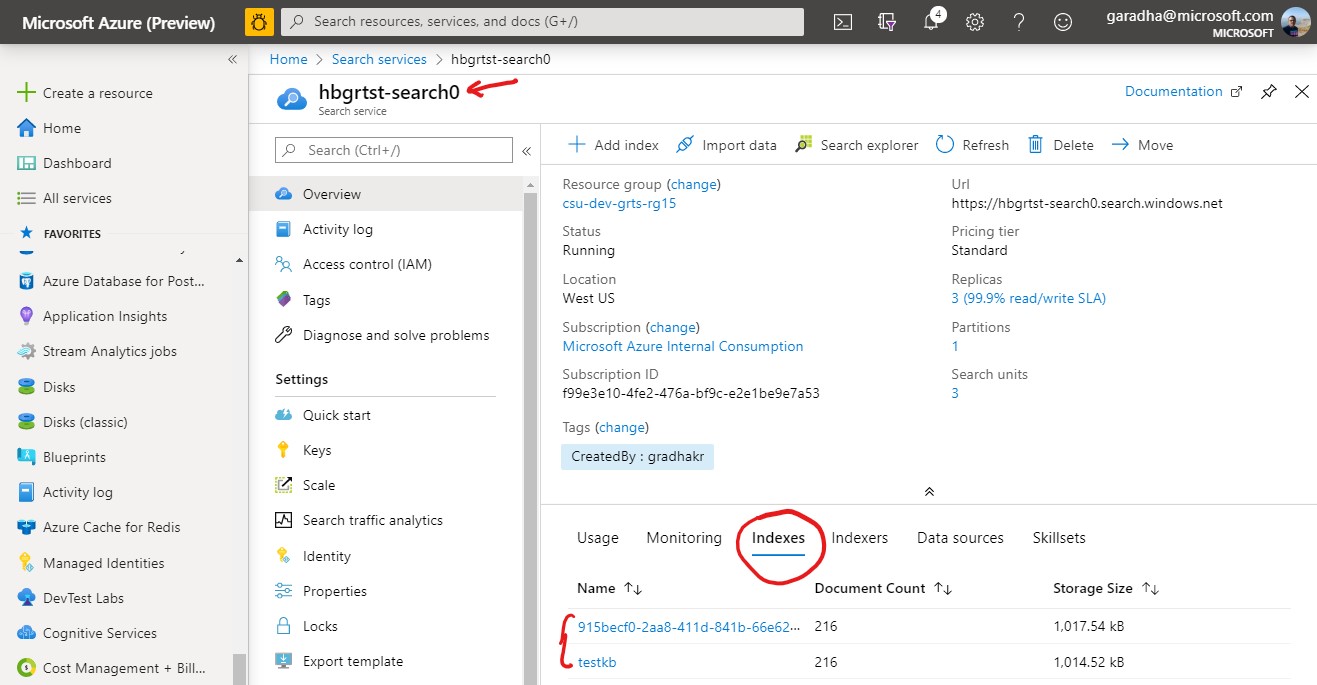 Microsoft Azure (Preview)
Search resources, services, and docs (G+/)
4
garadha@microsoft.com
MICROSOFT
Create a resource
Home
Dashboard
All services
FAVORITES
Azure Database for Post...
Application Insights
Stream Analytics jobs
Disks
Disks (classic)
Blueprints
Activity log
Azure Cache for Redis
Managed Identities
DevTest Labs
Cognitive Services
Cost Management + Bill...
Home > Search services > hbgrtst-search0
hbgrtst-search0
Search service
Documentation
Search (Ctrl+/)
Overview
Activity log
Access control (IAM)
Tags
Diagnose and solve problems
Settings
Quick start
Keys
Scale
Search traffic analytics
Identity
Properties
Locks
Export template
Add index Import data Search explorer Refresh Delete Move
Resource group (change)
csu-dev-grts-rg15
Status
Running
Location
West US
Subscription (change)
Microsoft Azure Internal Consumption
Subscription ID
f99e3e10-4fe2-476a-bf9c-e2e1be9e7a53
Tags (change)
CreatedBy : gradhakr
Url
https://hbgrtst-search0.search.windows.net
Pricing tier
Standard
Replicas
3 (99.9% read/write SLA)
Partitions
1
Search units
3
Usage Monitoring Indexes Indexers Data sources Skillsets
Name Document Count Storage Size
915becf0-2aa8-411d-841b-66e62... 216 1,017.54 kB
testkb 216 1,014.52 kB